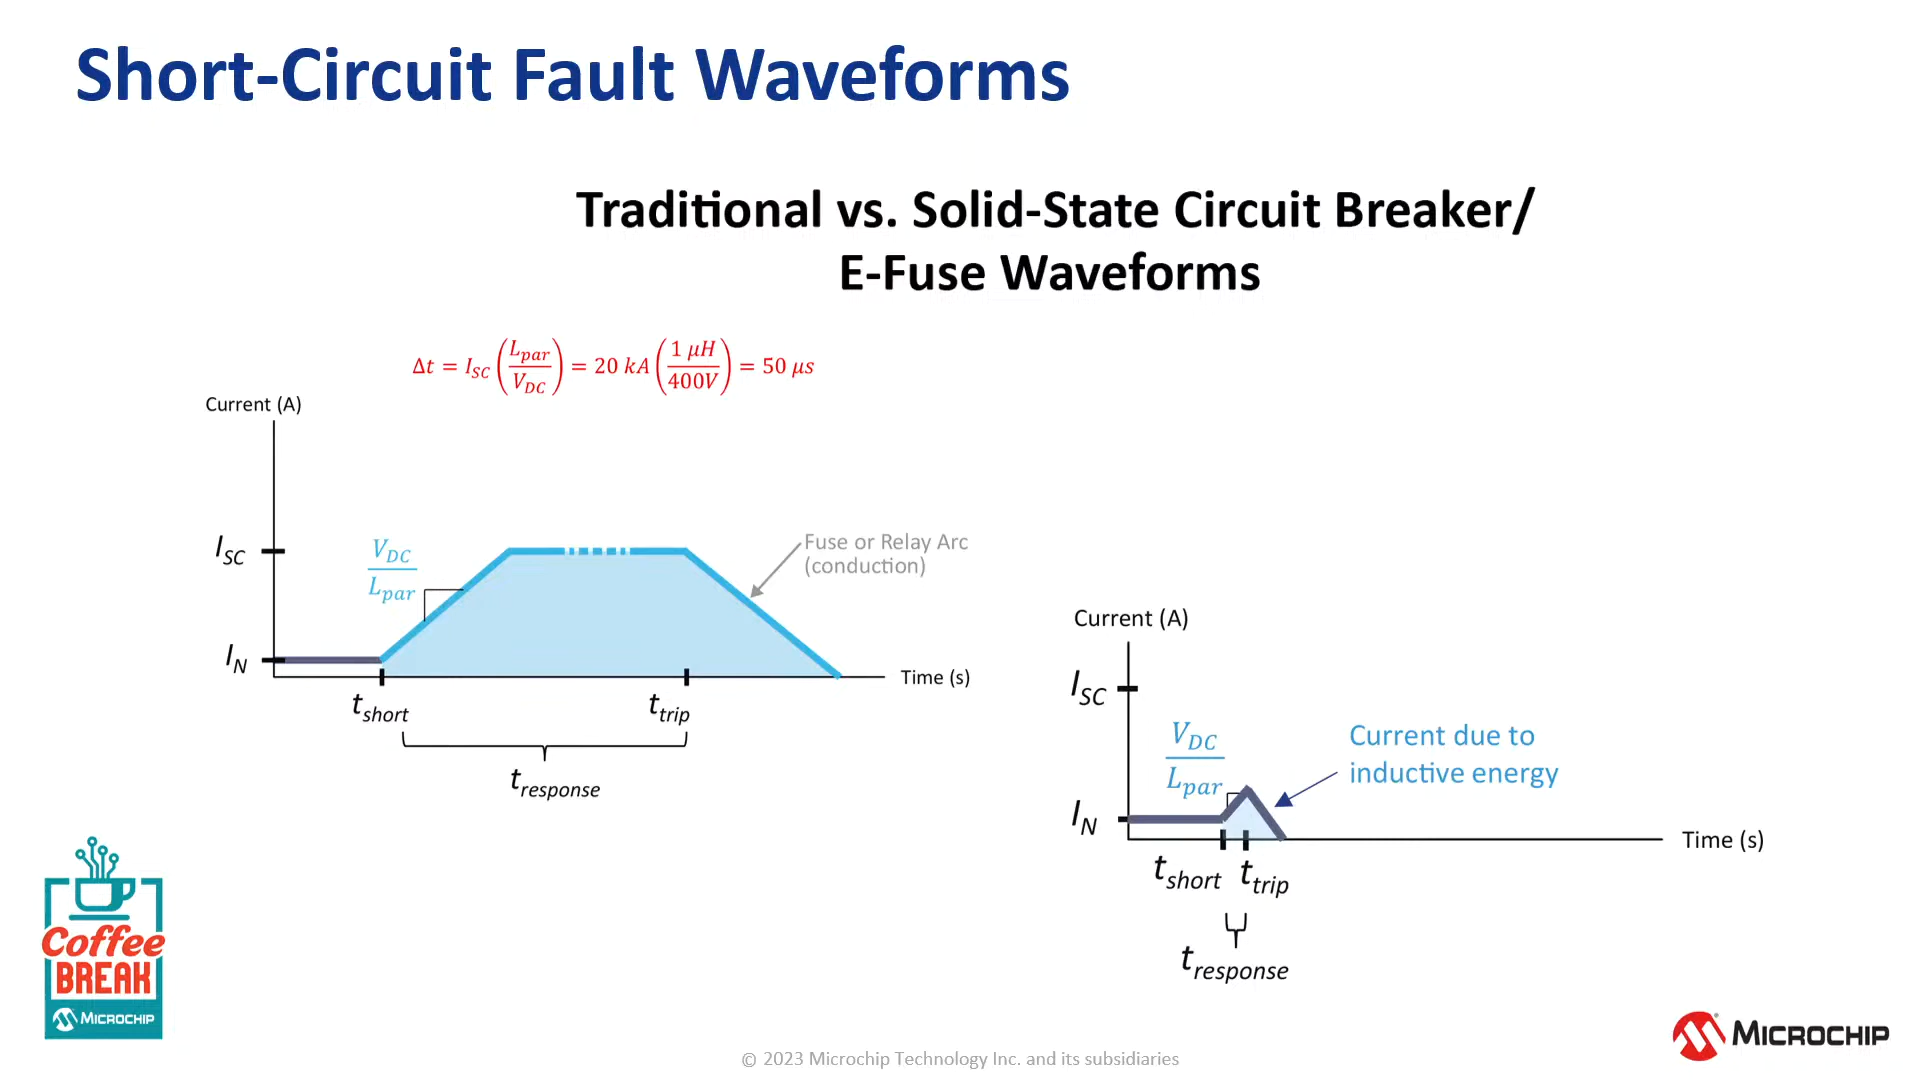 Short-Circuit Fault Waveforms
Traditional vs. Solid-State Circuit Breaker/
E-Fuse Waveforms
Δt = I_SC (L_par / V_DC) = 20 kA (1 μH / 400V) = 50 μs
Current (A)
I_SC
V_DC / L_par
Fuse or Relay Arc
(conduction)
I_N
Time (s)
t_short
t_trip
t_response
Current (A)
I_SC
V_DC / L_par
Current due to
inductive energy
I_N
Time (s)
t_short t_trip
t_response
Coffee
BREAK
MICROCHIP
MICROCHIP
© 2023 Microchip Technology Inc. and its subsidiaries